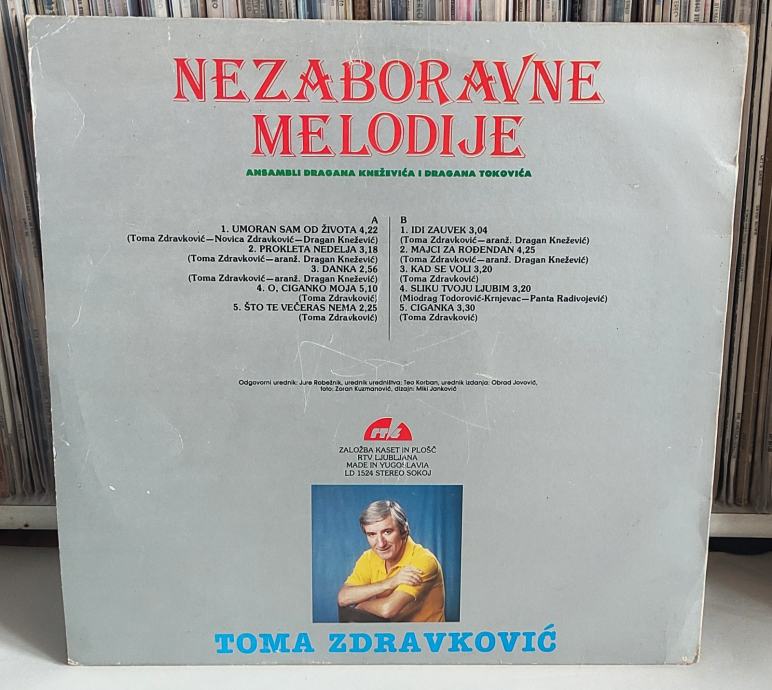 NEZABORAVNE
MELODIJE
ANSAMBLI DRAGANA KNEŽEVIĆA I DRAGANA TOKOVIĆA
A
1. UMORAN SAM OD ŽIVOTA 4,22
(Toma Zdravković—Novica Zdravković—Dragan Knežević)
2. PROKLETA NEDELJA 3,18
(Toma Zdravković—aranž. Dragan Knežević)
3. DANKA 2,56
(Toma Zdravković—aranž. Dragan Knežević)
4. O, CIGANKO MOJA 5,10
(Toma Zdravković)
5. ŠTO TE VEČERAS NEMA 2,25
(Toma Zdravković)
B
1. IDI ZAUVEK 3,04
(Toma Zdravković—aranž. Dragan Knežević)
2. MAJCI ZA ROĐENDAN 4,25
(Toma Zdravković—aranž. Dragan Knežević)
3. KAD SE VOLI 3,20
(Toma Zdravković)
4. SLIKU TVOJU LJUBIM 3,20
(Miodrag Todorović-Krnjevac—Panta Radivojević)
5. CIGANKA 3,30
(Toma Zdravković)
Odgovorni urednik: Jure Robežnik, urednik uredništva: Teo Korban, urednik izdanja: Obrad Jovović,
foto: Zoran Kuzmanović, dizajn: Miki Janković
ZALOŽBA KASET IN PLOŠČ
RTV LJUBLJANA
MADE IN YUGOSLAVIA
LD 1524 STEREO SOKOJ
TOMA ZDRAVKOVIĆ